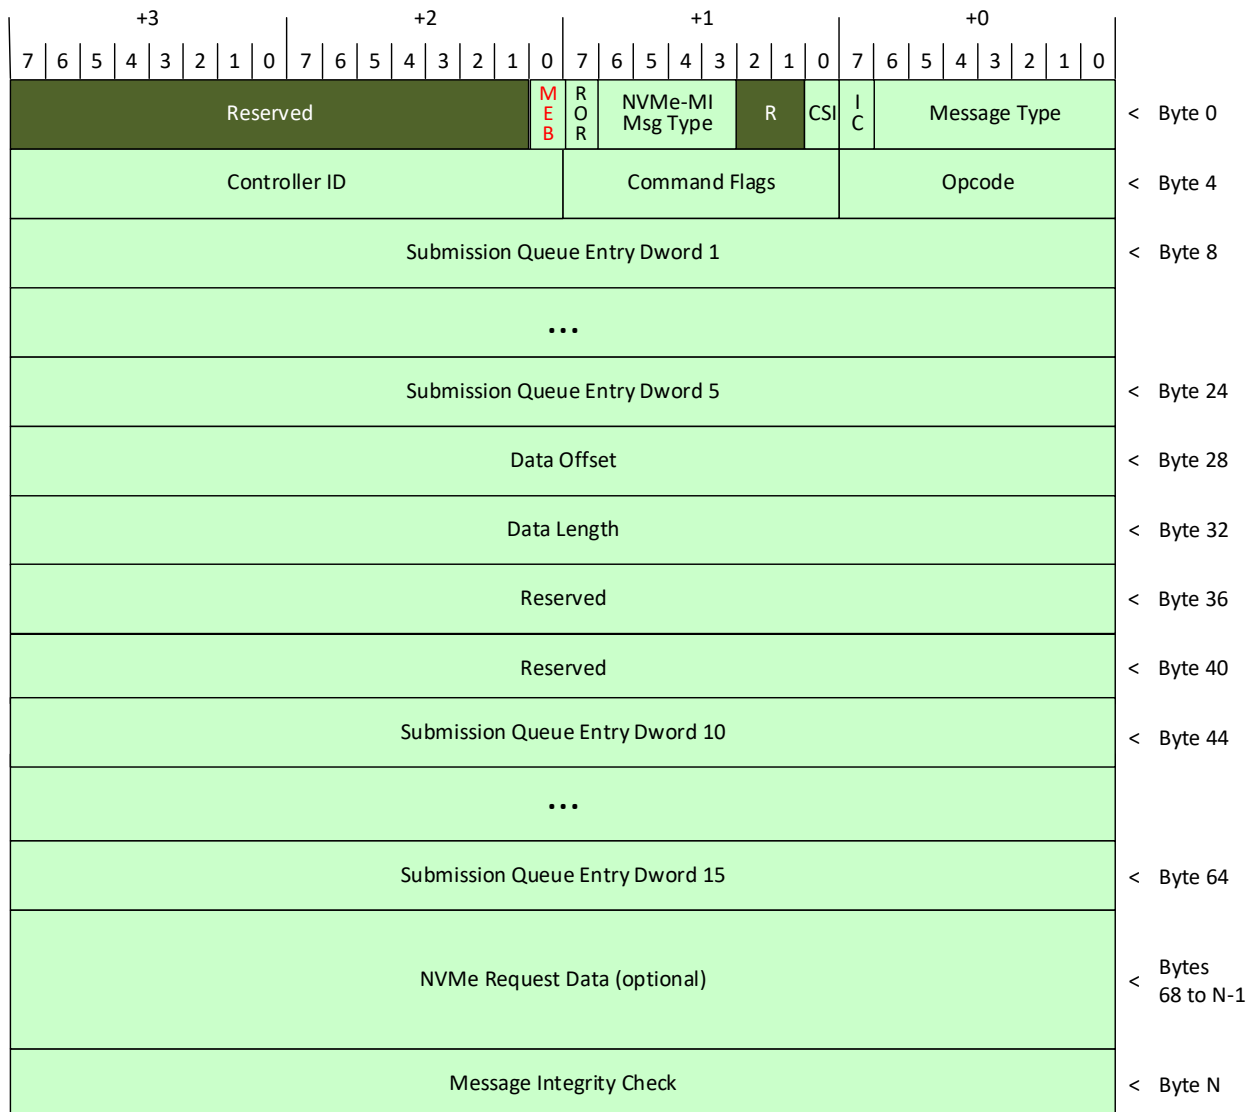 +3 +2 +1 +0
7 6 5 4 3 2 1 0 7 6 5 4 3 2 1 0 7 6 5 4 3 2 1 0 7 6 5 4 3 2 1 0
Reserved MEB ROR NVMe-MI Msg Type R CSI IC Message Type < Byte 0
Controller ID Command Flags Opcode < Byte 4
Submission Queue Entry Dword 1 < Byte 8
...
Submission Queue Entry Dword 5 < Byte 24
Data Offset < Byte 28
Data Length < Byte 32
Reserved < Byte 36
Reserved < Byte 40
Submission Queue Entry Dword 10 < Byte 44
...
Submission Queue Entry Dword 15 < Byte 64
NVMe Request Data (optional) < Bytes 68 to N-1
Message Integrity Check < Byte N